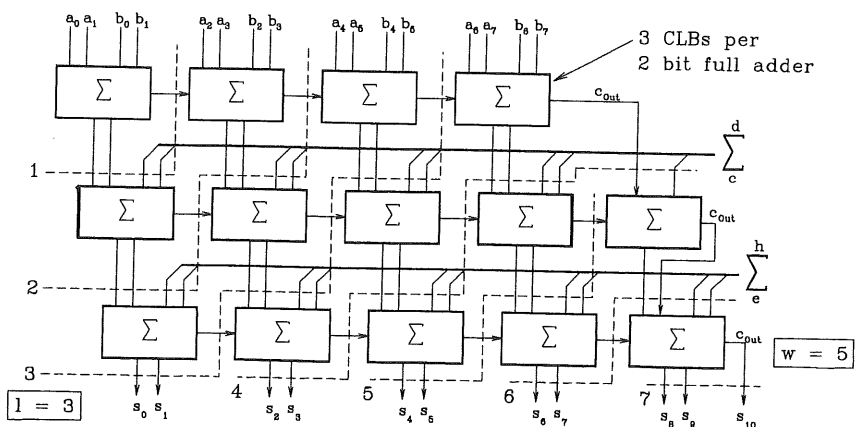 a₀ a₁ b₀ b₁ a₂ a₃ b₂ b₃ a₄ a₅ b₄ b₅ a₆ a₇ b₆ b₇
3 CLBs per
2 bit full adder
Σ Σ Σ Σ
cOut
d
Σ
c
1
Σ Σ Σ Σ Σ
cOut
h
Σ
e
2
Σ Σ Σ Σ Σ
cOut
w = 5
3 4 5 6 7
l = 3
s₀ s₁ s₂ s₃ s₄ s₅ s₆ s₇ s₈ s₉ s₁₀